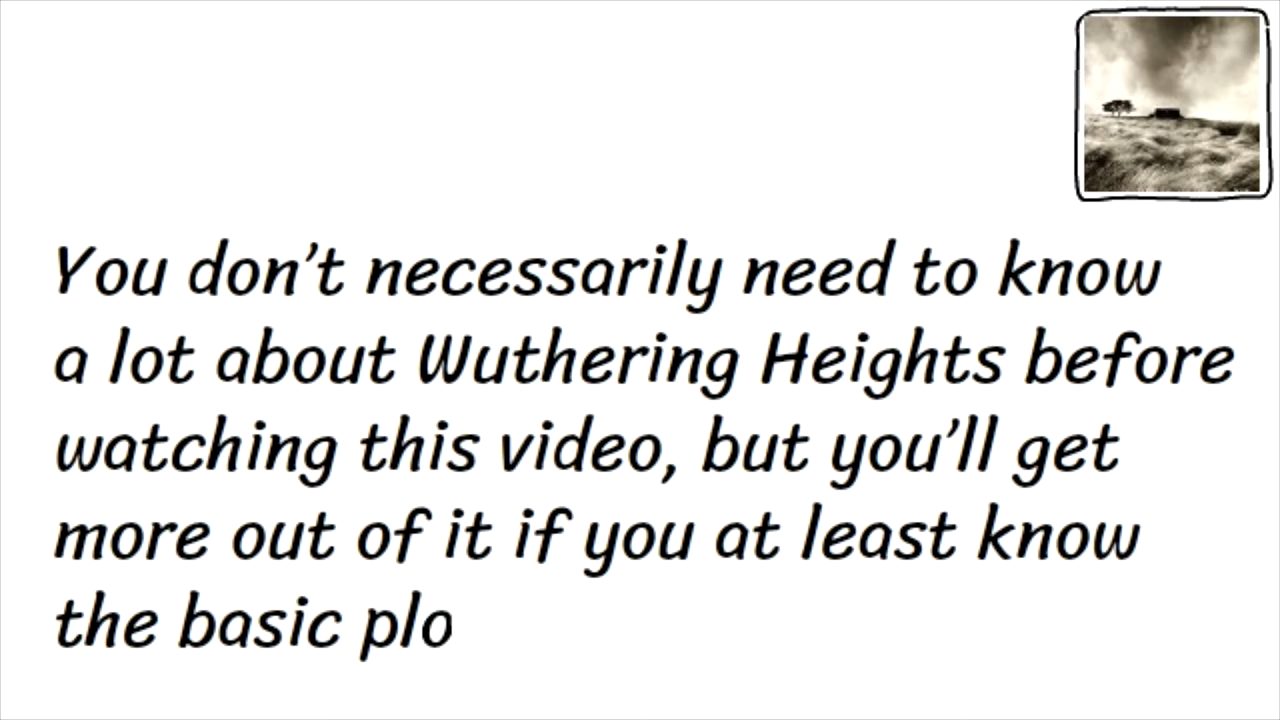 You don’t necessarily need to know
a lot about Wuthering Heights before
watching this video, but you’ll get
more out of it if you at least know
the basic plo